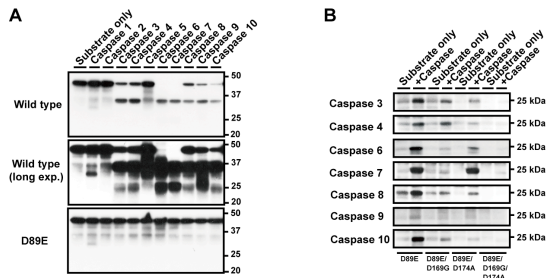 A
Substrate only
Caspase 1
Caspase 2
Caspase 3
Caspase 4
Caspase 6
Caspase 5
Caspase 7
Caspase 8
Caspase 9
Caspase 10
Wild type
50
37
25
20
Wild type
(long exp.)
50
37
25
20
D89E
50
37
25
20
B
Substrate only
+Caspase
Substrate only
+Caspase
Substrate only
+Caspase
Substrate only
+Caspase
Caspase 3
25 kDa
Caspase 4
25 kDa
Caspase 6
25 kDa
Caspase 7
25 kDa
Caspase 8
25 kDa
Caspase 9
25 kDa
Caspase 10
25 kDa
D89E
D89E/
D169G
D89E/
D174A
D89E/
D169G/
D174A